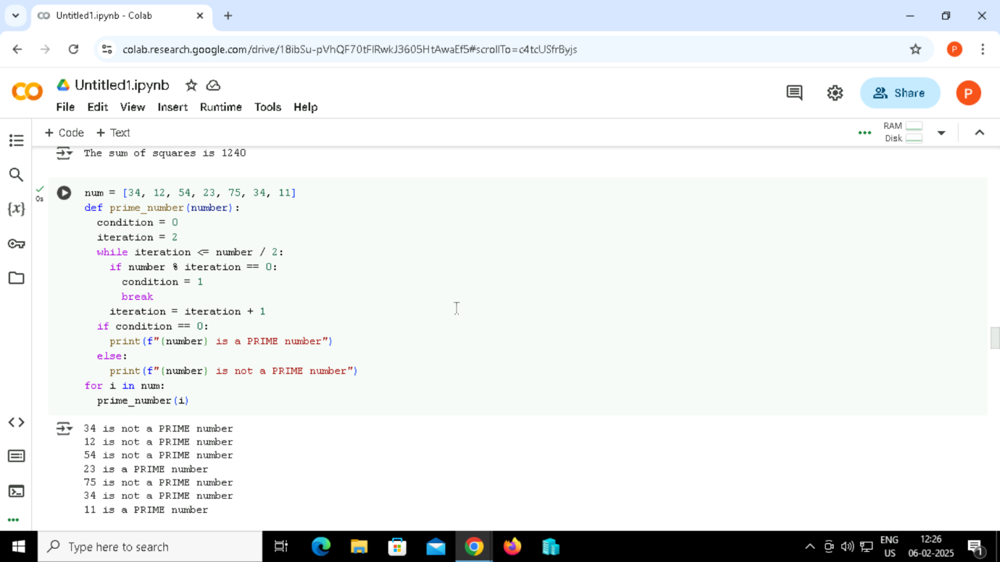 Untitled1.ipynb - Colab
colab.research.google.com/drive/18ibSu-pVhQF70tFlRwkJ3605HtAwaEf5#scrollTo=c4tcUSfrByjs
P
CO
Untitled1.ipynb
File Edit View Insert Runtime Tools Help
Share
P
+ Code + Text
RAM
Disk
The sum of squares is 1240
0s
{x}
num = [34, 12, 54, 23, 75, 34, 11]
def prime_number(number):
  condition = 0
  iteration = 2
  while iteration <= number / 2:
    if number % iteration == 0:
      condition = 1
      break
    iteration = iteration + 1
  if condition == 0:
    print(f"{number} is a PRIME number")
  else:
    print(f"{number} is not a PRIME number")
for i in num:
  prime_number(i)
34 is not a PRIME number
12 is not a PRIME number
54 is not a PRIME number
23 is a PRIME number
75 is not a PRIME number
34 is not a PRIME number
11 is a PRIME number
Type here to search
ENG
US
12:26
06-02-2025
1